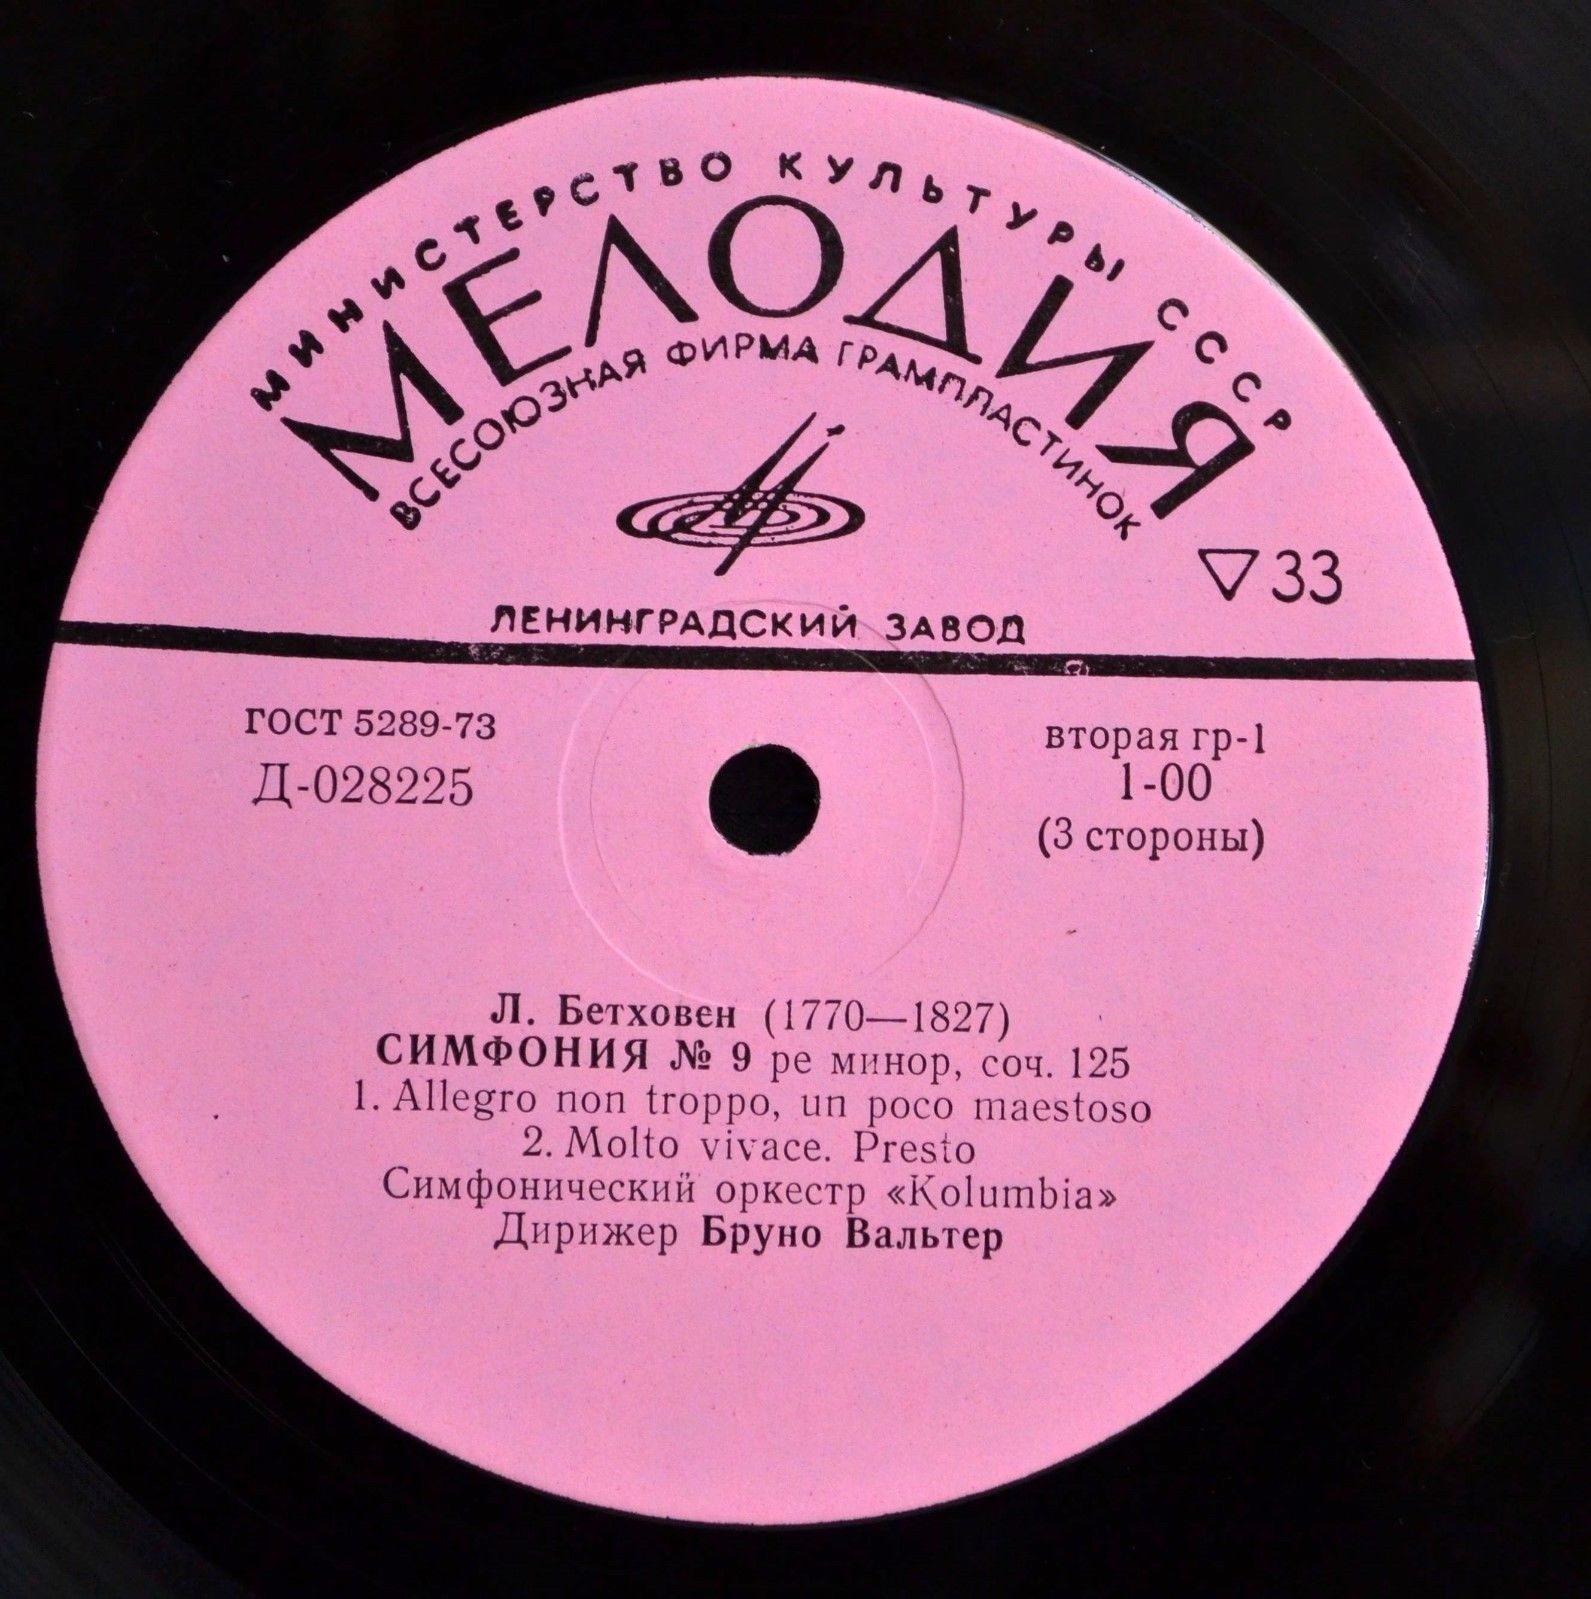 МИНИСТЕРСТВО КУЛЬТУРЫ СССР
МЕЛОДИЯ
ВСЕСОЮЗНАЯ ФИРМА ГРАМПЛАСТИНОК
▽33
ЛЕНИНГРАДСКИЙ ЗАВОД
ГОСТ 5289-73
Д-028225
вторая гр-1
1-00
(3 стороны)
Л. Бетховен (1770—1827)
СИМФОНИЯ № 9 ре минор, соч. 125
1. Allegro non troppo, un poco maestoso
2. Molto vivace. Presto
Симфонический оркестр «Kolumbia»
Дирижер Бруно Вальтер